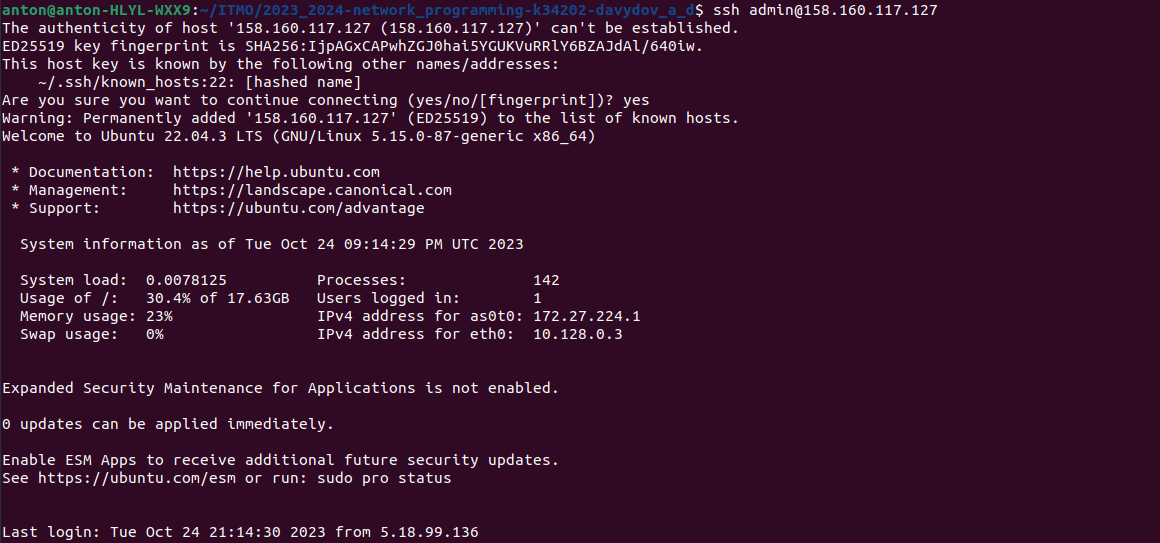 anton@anton-HLYL-WXX9:~/ITMO/2023_2024-network_programming-k34202-davydov_a_d$ ssh admin@158.160.117.127
The authenticity of host '158.160.117.127 (158.160.117.127)' can't be established.
ED25519 key fingerprint is SHA256:IjpAGxCAPwhZGJ0hai5YGUKVuRRlY6BZAJdAl/640iw.
This host key is known by the following other names/addresses:
    ~/.ssh/known_hosts:22: [hashed name]
Are you sure you want to continue connecting (yes/no/[fingerprint])? yes
Warning: Permanently added '158.160.117.127' (ED25519) to the list of known hosts.
Welcome to Ubuntu 22.04.3 LTS (GNU/Linux 5.15.0-87-generic x86_64)

 * Documentation:  https://help.ubuntu.com
 * Management:     https://landscape.canonical.com
 * Support:        https://ubuntu.com/advantage

  System information as of Tue Oct 24 09:14:29 PM UTC 2023

  System load:  0.0078125          Processes:              142
  Usage of /:   30.4% of 17.63GB   Users logged in:        1
  Memory usage: 23%                IPv4 address for as0t0: 172.27.224.1
  Swap usage:   0%                 IPv4 address for eth0:  10.128.0.3

Expanded Security Maintenance for Applications is not enabled.

0 updates can be applied immediately.

Enable ESM Apps to receive additional future security updates.
See https://ubuntu.com/esm or run: sudo pro status

Last login: Tue Oct 24 21:14:30 2023 from 5.18.99.136